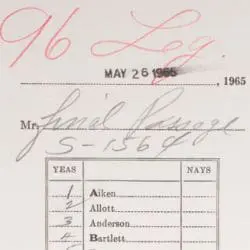 96 Leg.
MAY 26 1965 , 1965
Mr. Final Passage
S-1564
YEAS NAYS
1 Aiken
2 Allott
3 Anderson
4 Bartlett